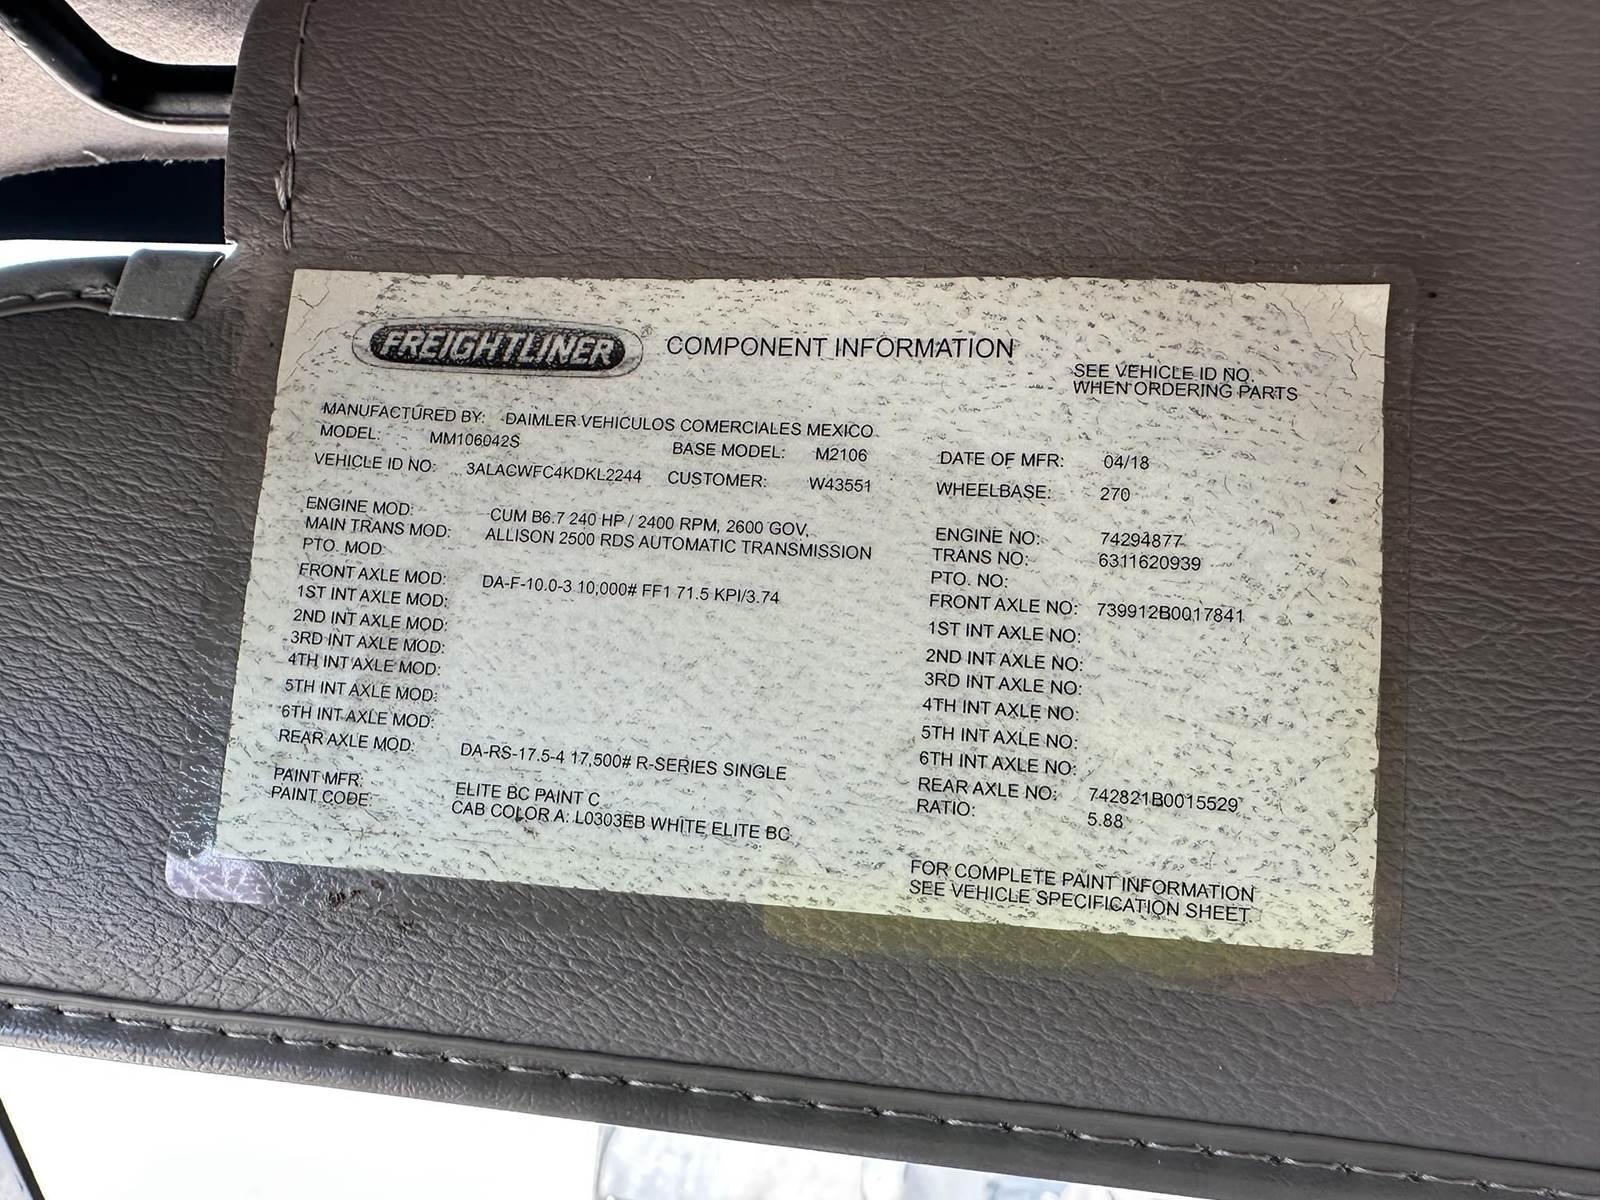 FREIGHTLINER COMPONENT INFORMATION
SEE VEHICLE ID NO.
WHEN ORDERING PARTS
MANUFACTURED BY: DAIMLER VEHICULOS COMERCIALES MEXICO
MODEL: MM106042S BASE MODEL: M2106 DATE OF MFR: 04/18
VEHICLE ID NO: 3ALACWFC4KDKL2244 CUSTOMER: W43551 WHEELBASE: 270
ENGINE MOD: CUM B6.7 240 HP / 2400 RPM, 2600 GOV, ENGINE NO: 74294877
MAIN TRANS MOD: ALLISON 2500 RDS AUTOMATIC TRANSMISSION TRANS NO: 6311620939
PTO. MOD: PTO. NO:
FRONT AXLE MOD: DA-F-10.0-3 10,000# FF1 71.5 KPI/3.74 FRONT AXLE NO: 739912B0017841
1ST INT AXLE MOD: 1ST INT AXLE NO:
2ND INT AXLE MOD: 2ND INT AXLE NO:
3RD INT AXLE MOD: 3RD INT AXLE NO:
4TH INT AXLE MOD: 4TH INT AXLE NO:
5TH INT AXLE MOD: 5TH INT AXLE NO:
6TH INT AXLE MOD: 6TH INT AXLE NO:
REAR AXLE MOD: DA-RS-17.5-4 17,500# R-SERIES SINGLE REAR AXLE NO: 742821B0015529
RATIO: 5.88
PAINT MFR: ELITE BC PAINT C
PAINT CODE: CAB COLOR A: L0303EB WHITE ELITE BC
FOR COMPLETE PAINT INFORMATION
SEE VEHICLE SPECIFICATION SHEET